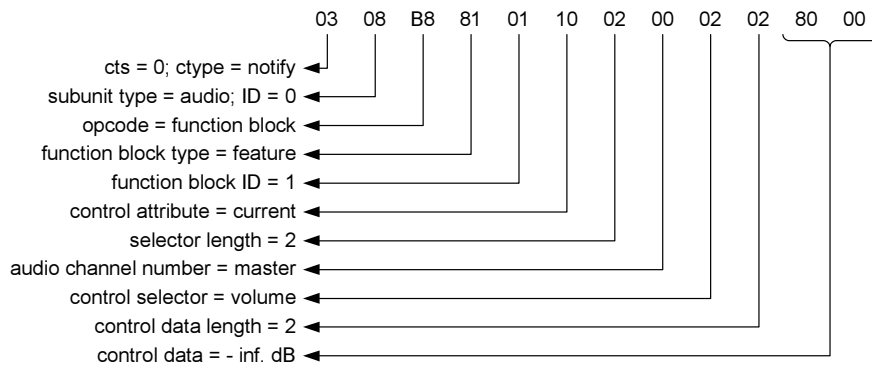 03 08 B8 81 01 10 02 00 02 02 80 00
cts = 0; ctype = notify
subunit type = audio; ID = 0
opcode = function block
function block type = feature
function block ID = 1
control attribute = current
selector length = 2
audio channel number = master
control selector = volume
control data length = 2
control data = - inf. dB